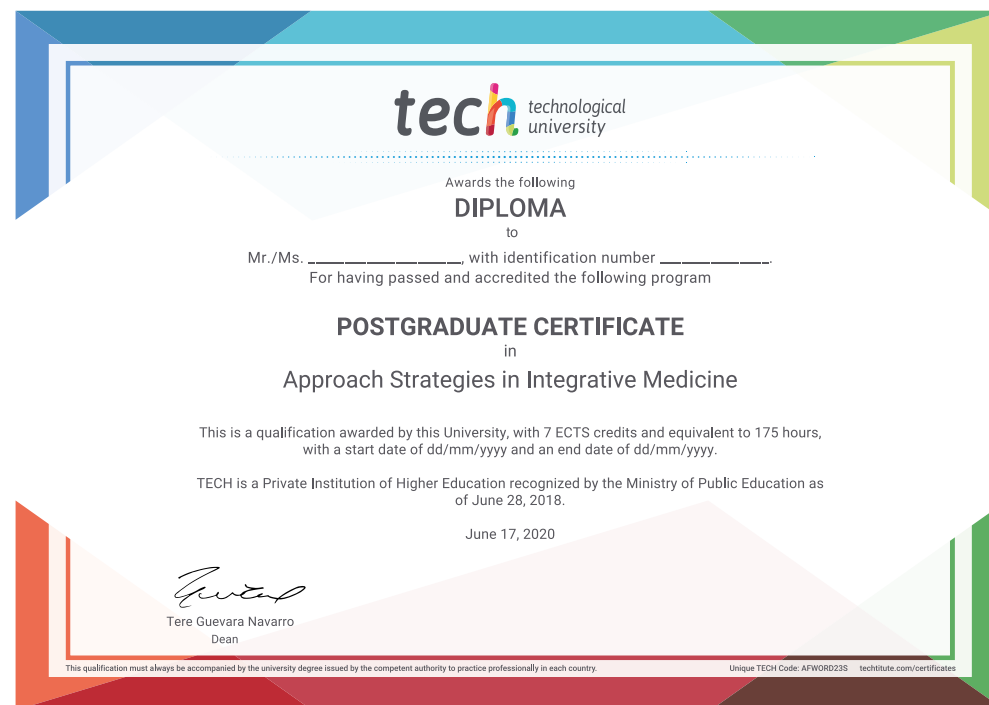 tech technological
university
Awards the following
DIPLOMA
to
Mr./Ms. ____________________, with identification number ______________.
For having passed and accredited the following program
POSTGRADUATE CERTIFICATE
in
Approach Strategies in Integrative Medicine
This is a qualification awarded by this University, with 7 ECTS credits and equivalent to 175 hours,
with a start date of dd/mm/yyyy and an end date of dd/mm/yyyy.
TECH is a Private Institution of Higher Education recognized by the Ministry of Public Education as
of June 28, 2018.
June 17, 2020
Tere Guevara Navarro
Dean
This qualification must always be accompanied by the university degree issued by the competent authority to practice professionally in each country.
Unique TECH Code: AFWORD23S techtitute.com/certificates